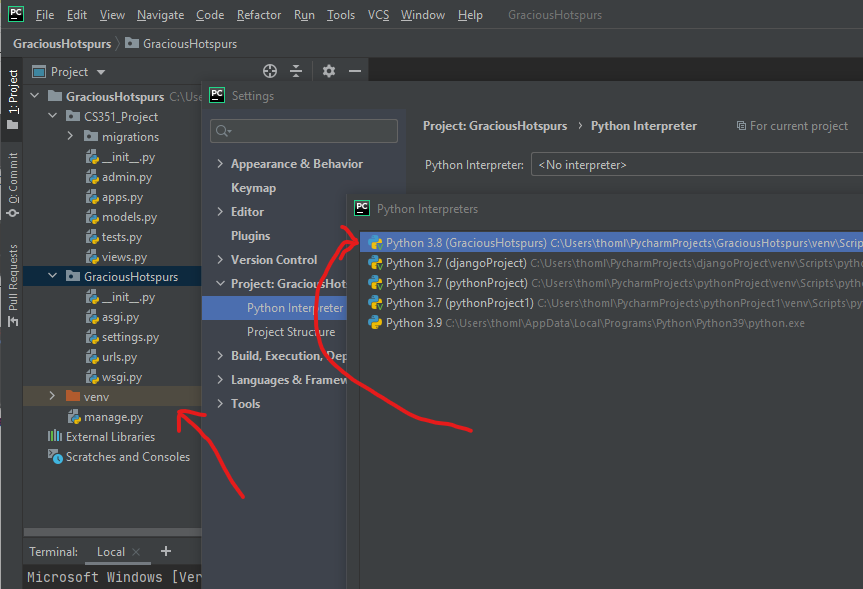 PC File Edit View Navigate Code Refactor Run Tools VCS Window Help GraciousHotspurs
GraciousHotspurs GraciousHotspurs
1: Project
0: Commit
Pull Requests
Project
GraciousHotspurs C:\Use
CS351_Project
migrations
__init__.py
admin.py
apps.py
models.py
tests.py
views.py
GraciousHotspurs
__init__.py
asgi.py
settings.py
urls.py
wsgi.py
venv
manage.py
External Libraries
Scratches and Consoles
PC Settings
Appearance & Behavior
Keymap
Editor
Plugins
Version Control
Project: GraciousHot
Python Interpreter
Project Structure
Build, Execution, Dep
Languages & Framew
Tools
Project: GraciousHotspurs › Python Interpreter For current project
Python Interpreter: <No interpreter>
PC Python Interpreters
Python 3.8 (GraciousHotspurs) C:\Users\thoml\PycharmProjects\GraciousHotspurs\venv\Scrip
Python 3.7 (djangoProject) C:\Users\thoml\PycharmProjects\djangoProject\venv\Scripts\pytho
Python 3.7 (pythonProject) C:\Users\thoml\PycharmProjects\pythonProject\venv\Scripts\pytho
Python 3.7 (pythonProject1) C:\Users\thoml\PycharmProjects\pythonProject1\venv\Scripts\py
Python 3.9 C:\Users\thoml\AppData\Local\Programs\Python\Python39\python.exe
Terminal: Local × +
Microsoft Windows [Ver